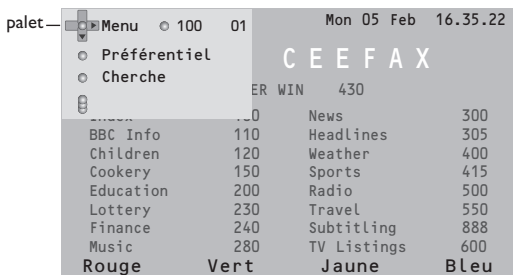 palet
Menu 100 01 Mon 05 Feb 16.35.22
Préférentiel
CEEFAX
Cherche
ER WIN 430
News 300
BBC Info 110 Headlines 305
Children 120 Weather 400
Cookery 150 Sports 415
Education 200 Radio 500
Lottery 230 Travel 550
Finance 240 Subtitling 888
Music 280 TV Listings 600
Rouge Vert Jaune Bleu